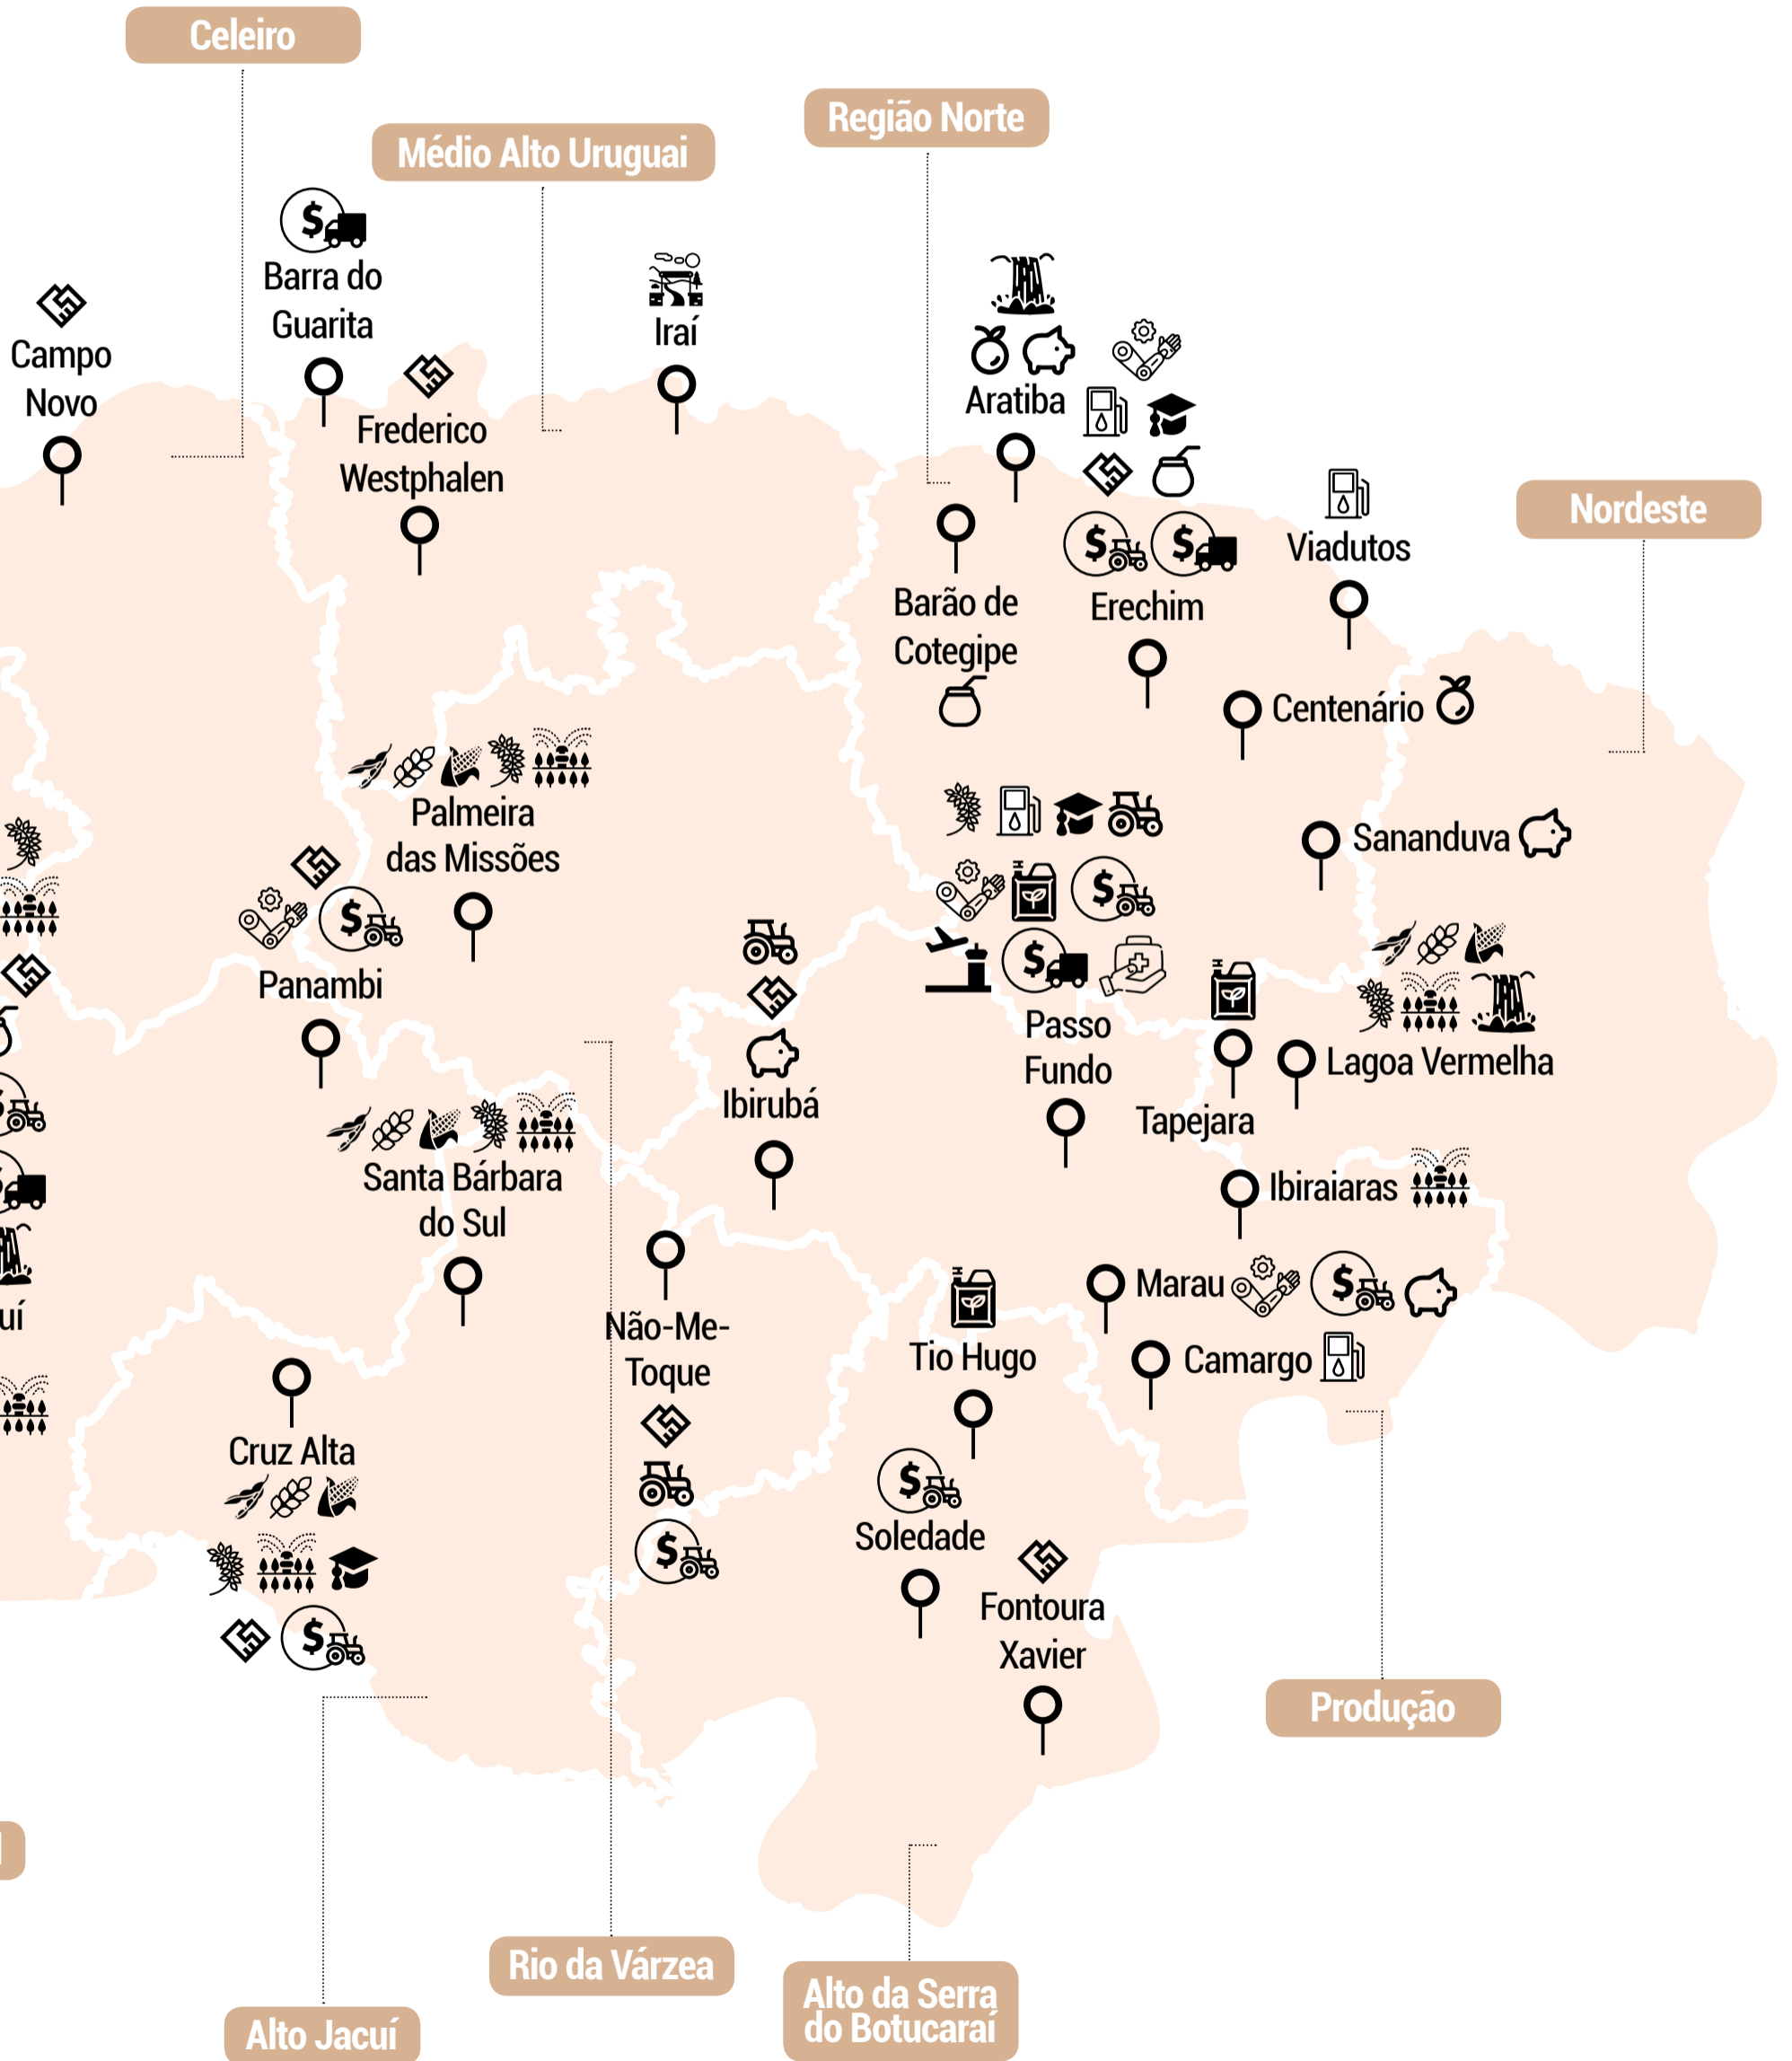 Celeiro
Região Norte
Médio Alto Uruguai
Barra do
Guarita
Iraí
Campo
Novo
Frederico
Westphalen
Aratiba
Nordeste
Viadutos
Barão de
Cotegipe
Erechim
Centenário
Palmeira
das Missões
Sananduva
Panambi
Passo
Fundo
Lagoa Vermelha
Ibirubá
Tapejara
Santa Bárbara
do Sul
Ibiraiaras
uí
Não-Me-
Toque
Marau
Tio Hugo
Camargo
Cruz Alta
Soledade
Fontoura
Xavier
Produção
Rio da Várzea
Alto da Serra
do Botucaraí
Alto Jacuí